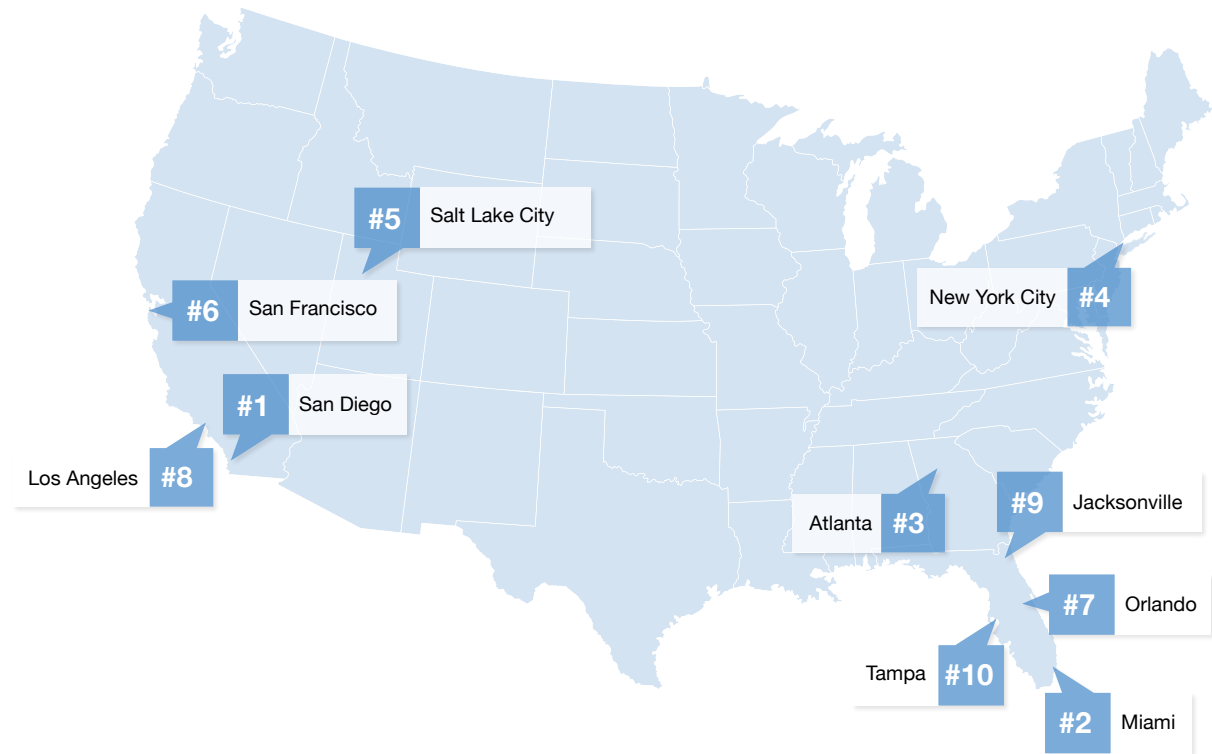 #5 Salt Lake City
New York City #4
#6 San Francisco
#1 San Diego
Los Angeles #8
#9 Jacksonville
Atlanta #3
#7 Orlando
Tampa #10
#2 Miami